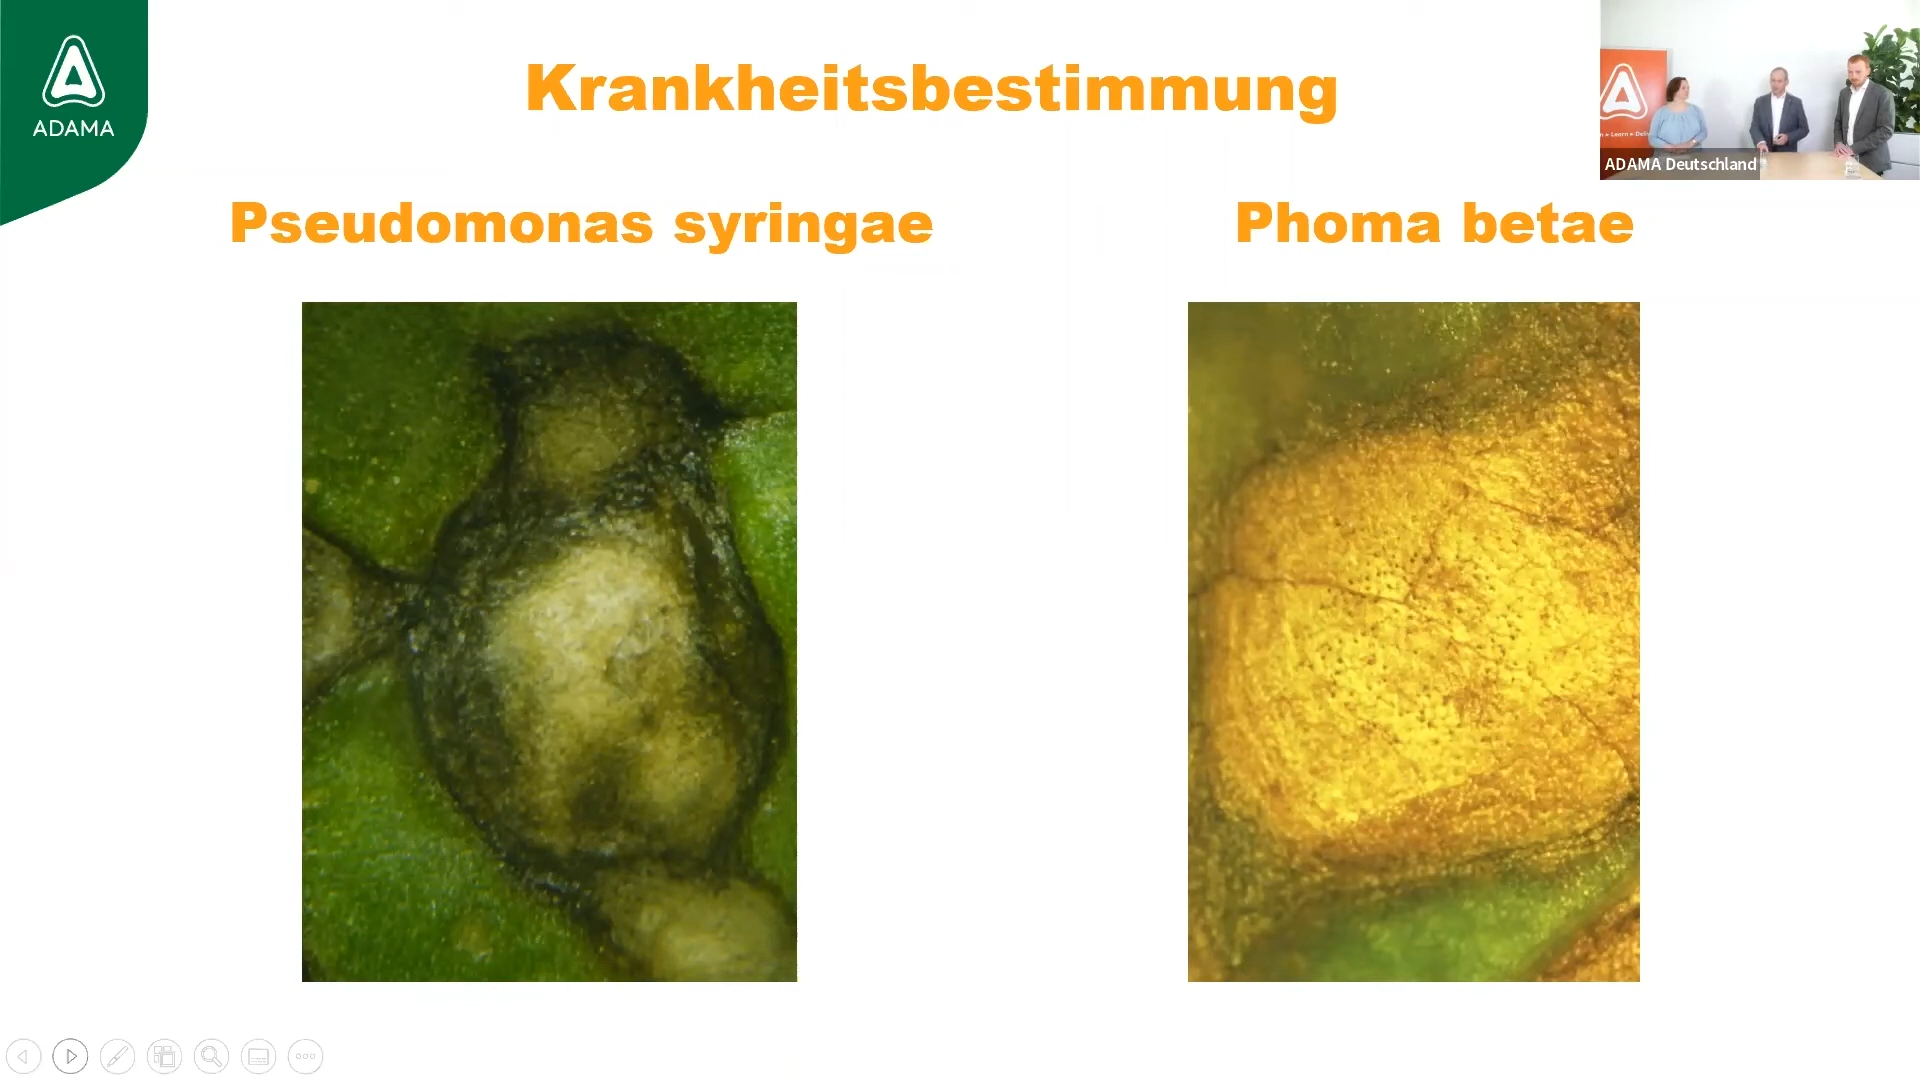 ADAMA
Krankheitsbestimmung
ADAMA Deutschland
Pseudomonas syringae
Phoma betae